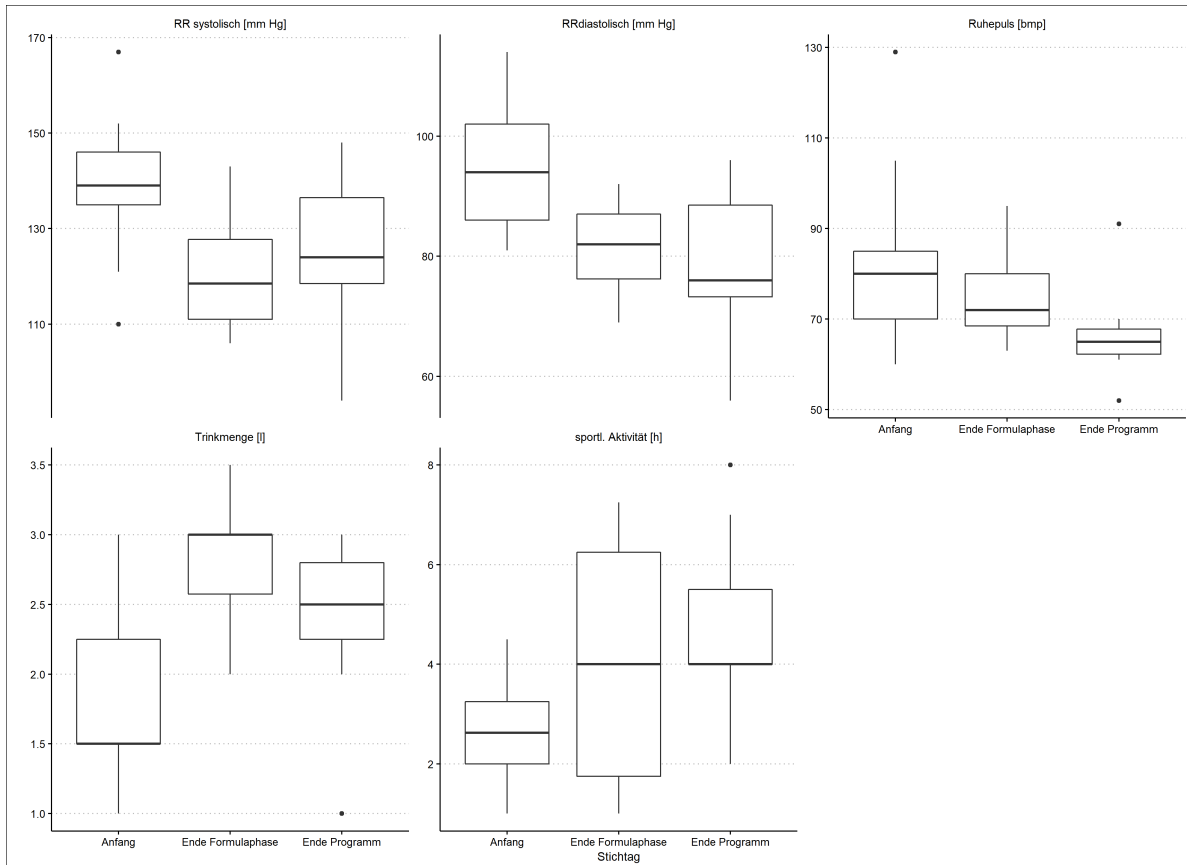 RR systolisch [mm Hg]
170
150
130
110
RRdiastolisch [mm Hg]
100
80
60
Ruhepuls [bmp]
130
110
90
70
50
Anfang Ende Formulaphase Ende Programm
Trinkmenge [l]
3.5
3.0
2.5
2.0
1.5
1.0
Anfang Ende Formulaphase Ende Programm
sportl. Aktivität [h]
8
6
4
2
Anfang Ende Formulaphase Ende Programm
Stichtag